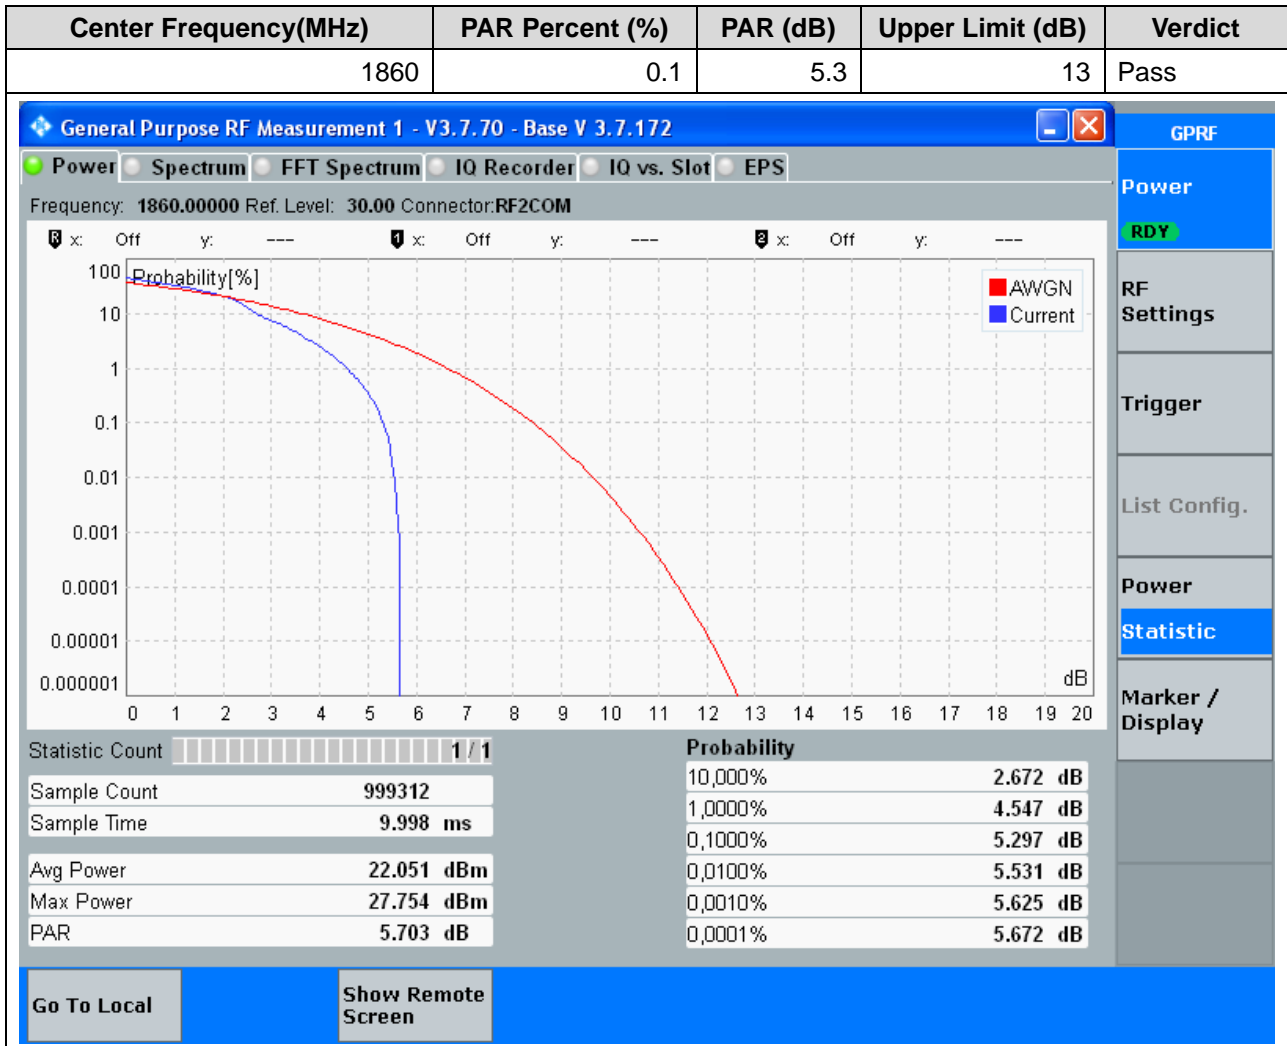 Center Frequency(MHz) PAR Percent (%) PAR (dB) Upper Limit (dB) Verdict
1860 0.1 5.3 13 Pass
General Purpose RF Measurement 1 - V3.7.70 - Base V 3.7.172
GPRF
Power Spectrum FFT Spectrum IQ Recorder IQ vs. Slot EPS
Power
RDY
Frequency: 1860.00000 Ref. Level: 30.00 Connector:RF2COM
R x: Off y: --- 1 x: Off y: --- 2 x: Off y: ---
Probability[%]
AWGN
Current
100
10
1
0.1
0.01
0.001
0.0001
0.00001
0.000001
dB
0 1 2 3 4 5 6 7 8 9 10 11 12 13 14 15 16 17 18 19 20
RF
Settings
Trigger
List Config.
Power
Statistic
Marker /
Display
Statistic Count 1 / 1
Sample Count 999312
Sample Time 9.998 ms
Avg Power 22.051 dBm
Max Power 27.754 dBm
PAR 5.703 dB
Probability
10,000% 2.672 dB
1,0000% 4.547 dB
0,1000% 5.297 dB
0,0100% 5.531 dB
0,0010% 5.625 dB
0,0001% 5.672 dB
Go To Local
Show Remote
Screen